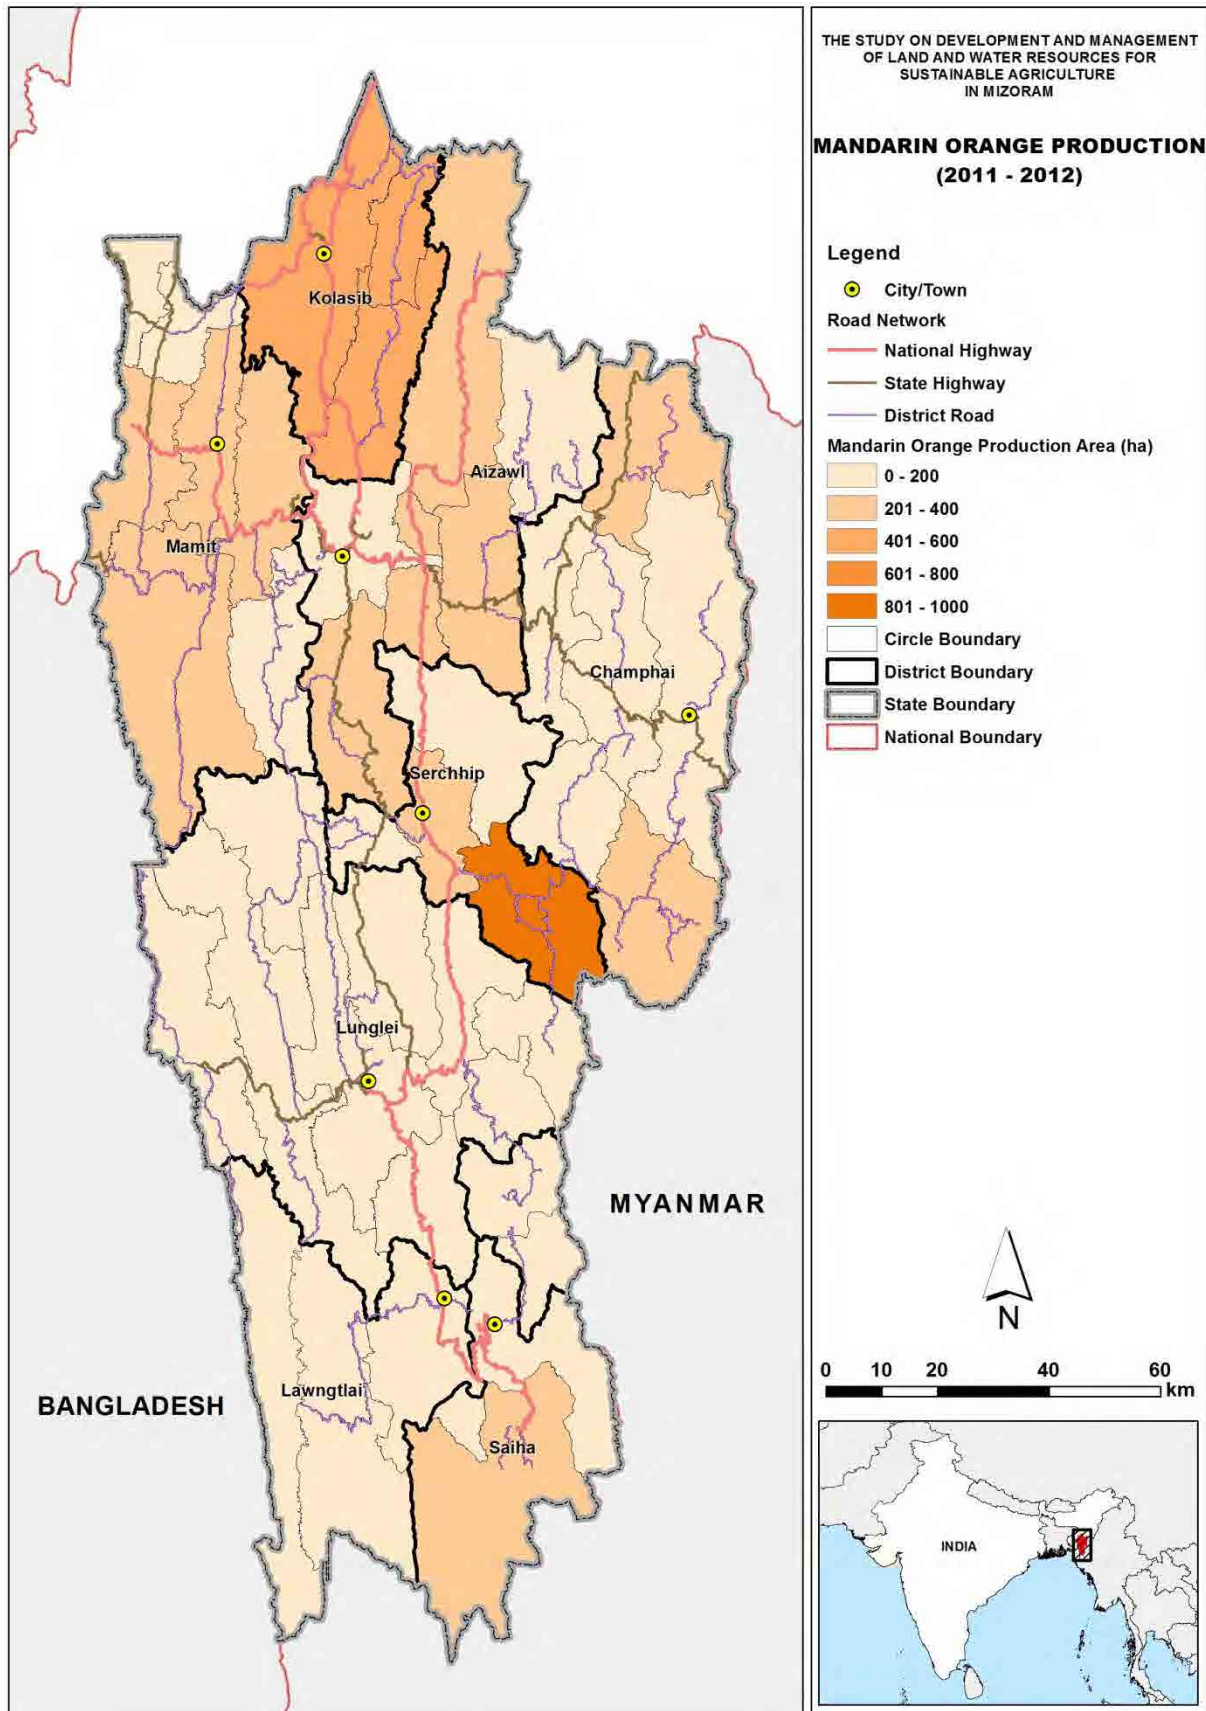 THE STUDY ON DEVELOPMENT AND MANAGEMENT
OF LAND AND WATER RESOURCES FOR
SUSTAINABLE AGRICULTURE
IN MIZORAM
MANDARIN ORANGE PRODUCTION
(2011 - 2012)
Legend
City/Town
Road Network
National Highway
State Highway
District Road
Mandarin Orange Production Area (ha)
0 - 200
201 - 400
401 - 600
601 - 800
801 - 1000
Circle Boundary
District Boundary
State Boundary
National Boundary
Kolasib
Aizawl
Mamit
Champhai
Serchhip
Lunglei
MYANMAR
Lawngtlai
BANGLADESH
Saiha
N
0 10 20 40 60
km
INDIA